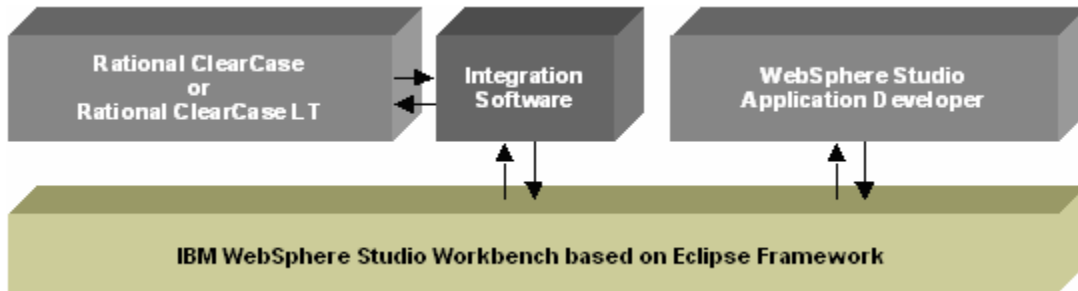 Rational ClearCase
or
Rational ClearCase LT
Integration
Software
WebSphere Studio
Application Developer
IBM WebSphere Studio Workbench based on Eclipse Framework